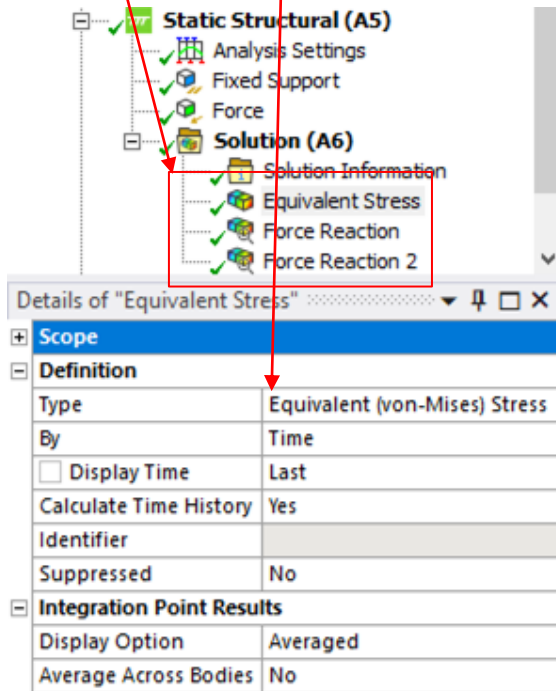 Static Structural (A5)
Analysis Settings
Fixed Support
Force
Solution (A6)
Solution Information
Equivalent Stress
Force Reaction
Force Reaction 2
Details of "Equivalent Stress"
Scope
Definition
Type Equivalent (von-Mises) Stress
By Time
Display Time Last
Calculate Time History Yes
Identifier
Suppressed No
Integration Point Results
Display Option Averaged
Average Across Bodies No